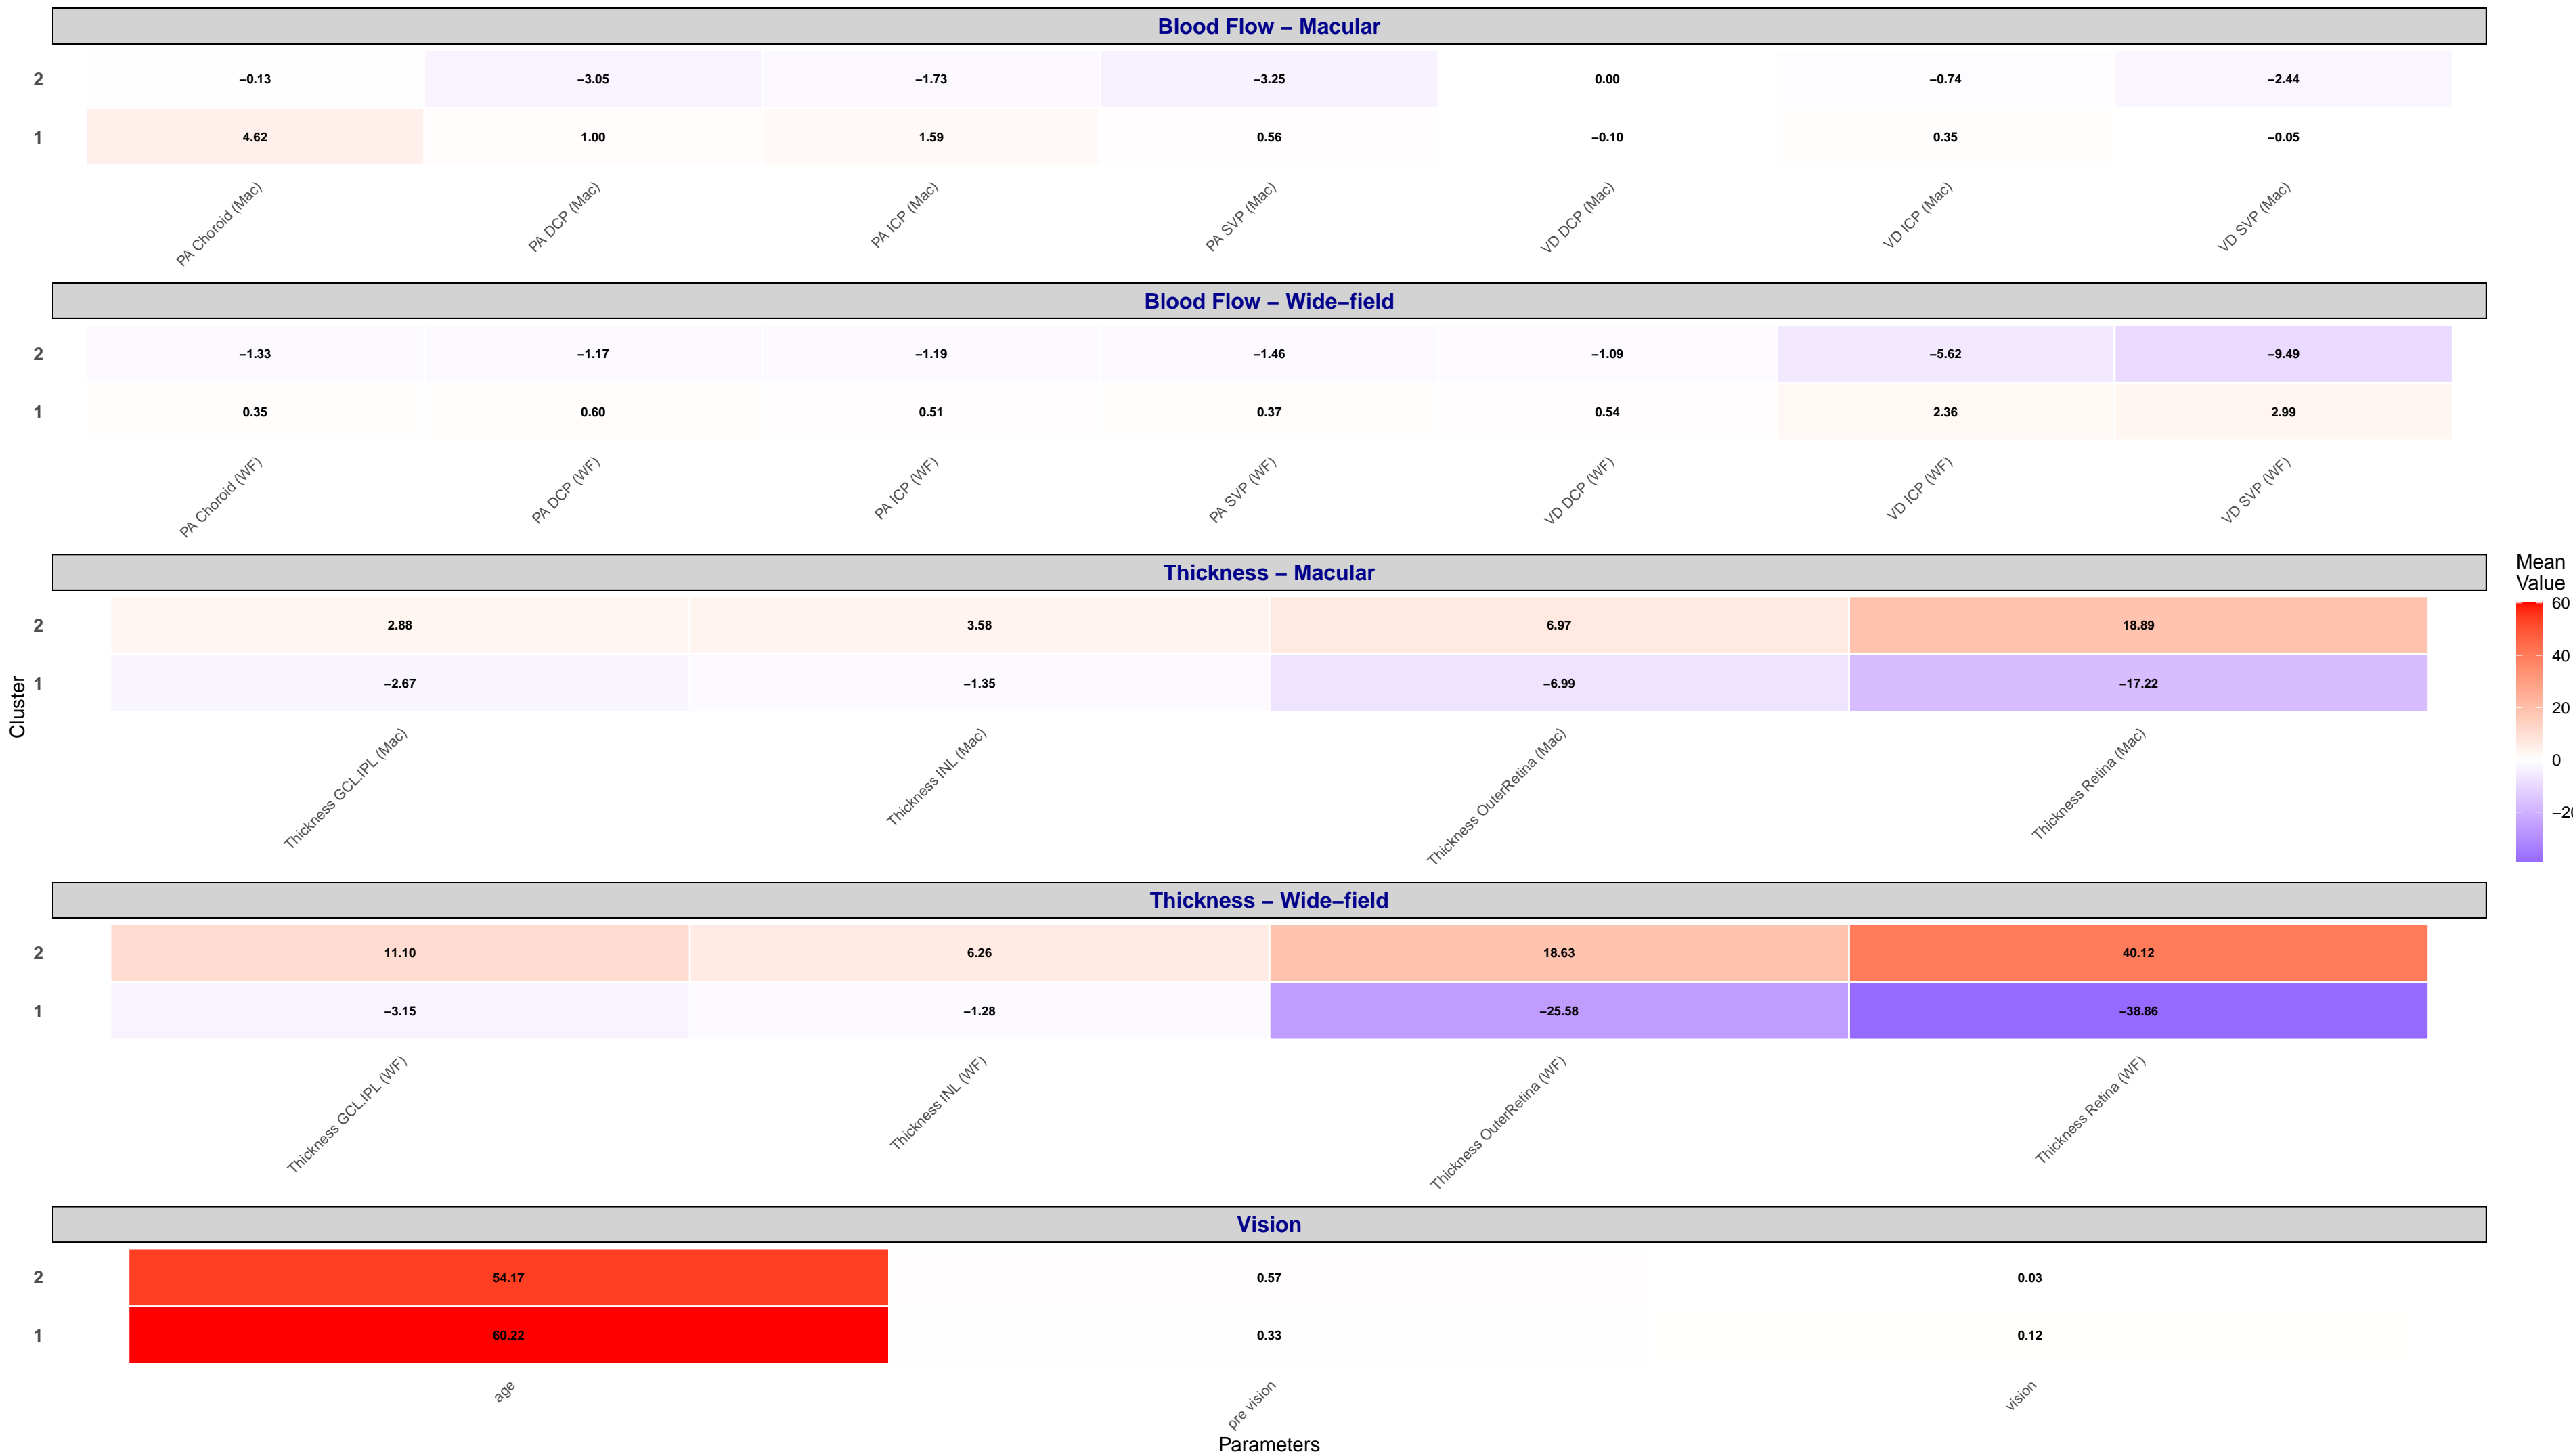 Blood Flow – Macular
2 −0.13 −3.05 −1.73 −3.25 0.00 −0.74 −2.44
1 4.62 1.00 1.59 0.56 −0.10 0.35 −0.05
PA Choroid (Mac) PA DCP (Mac) PA ICP (Mac) PA SVP (Mac) VD DCP (Mac) VD ICP (Mac) VD SVP (Mac)
Blood Flow – Wide–field
2 −1.33 −1.17 −1.19 −1.46 −1.09 −5.62 −9.49
1 0.35 0.60 0.51 0.37 0.54 2.36 2.99
PA Choroid (WF) PA DCP (WF) PA ICP (WF) PA SVP (WF) VD DCP (WF) VD ICP (WF) VD SVP (WF)
Thickness – Macular
2 2.88 3.58 6.97 18.89
1 −2.67 −1.35 −6.99 −17.22
Thickness GCL.IPL (Mac) Thickness INL (Mac) Thickness OuterRetina (Mac) Thickness Retina (Mac)
Thickness – Wide–field
2 11.10 6.26 18.63 40.12
1 −3.15 −1.28 −25.58 −38.86
Thickness GCL.IPL (WF) Thickness INL (WF) Thickness OuterRetina (WF) Thickness Retina (WF)
Vision
2 54.17 0.57 0.03
1 60.22 0.33 0.12
age pre vision vision
Parameters
Cluster
Mean
Value
60
40
20
0